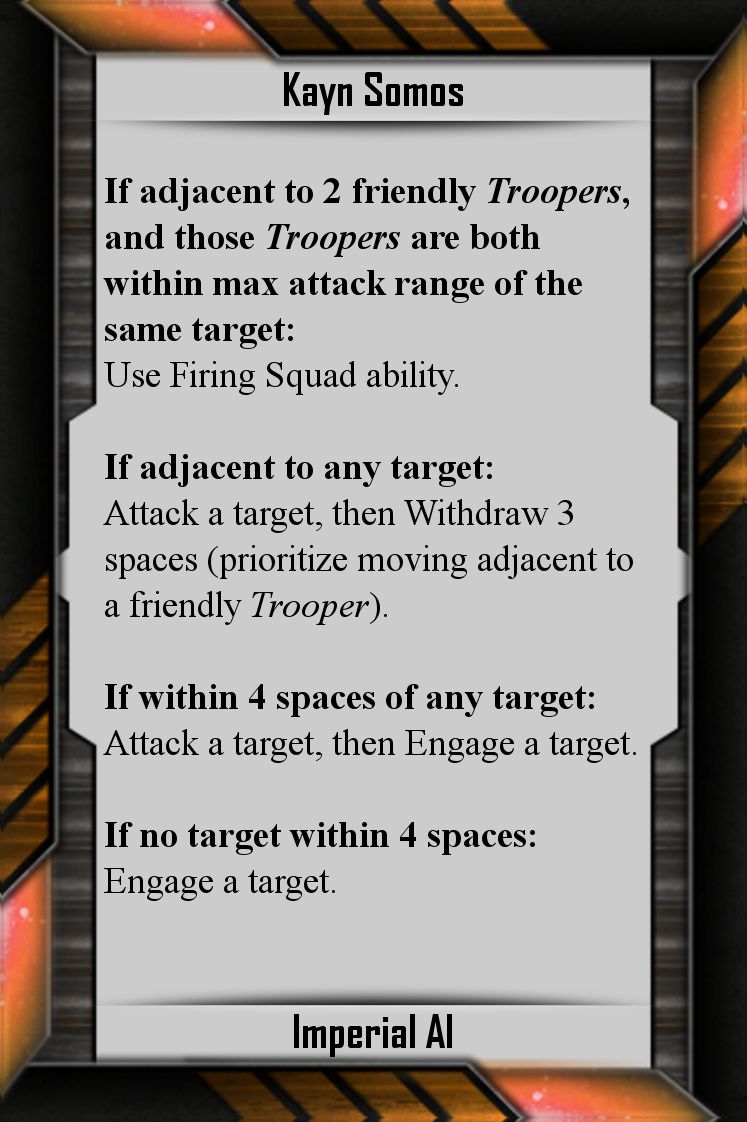 Kayn Somos
If adjacent to 2 friendly Troopers,
and those Troopers are both
within max attack range of the
same target:
Use Firing Squad ability.
If adjacent to any target:
Attack a target, then Withdraw 3
spaces (prioritize moving adjacent to
a friendly Trooper).
If within 4 spaces of any target:
Attack a target, then Engage a target.
If no target within 4 spaces:
Engage a target.
Imperial AI